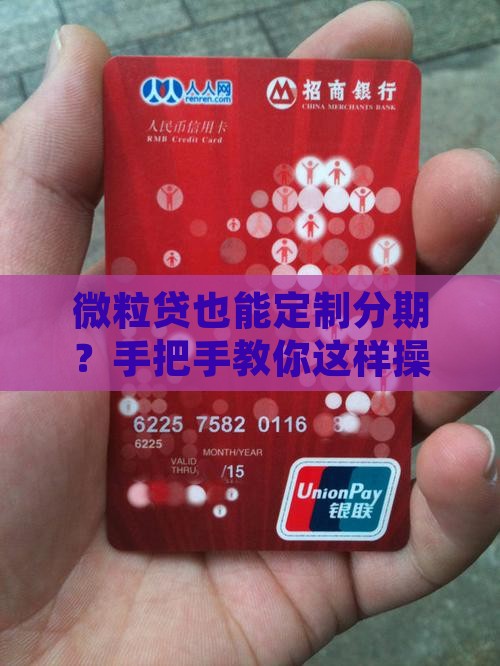 人人网
renren.com
招商银行
CHINA MERCHANTS BANK
人民币信用卡
RMB Credit Card
微粒贷也能定制分期
？手把手教你这样操
6225 7582 0116
6225
MONTH/YEAR
VALID
THRU
/15
UnionPay
银联